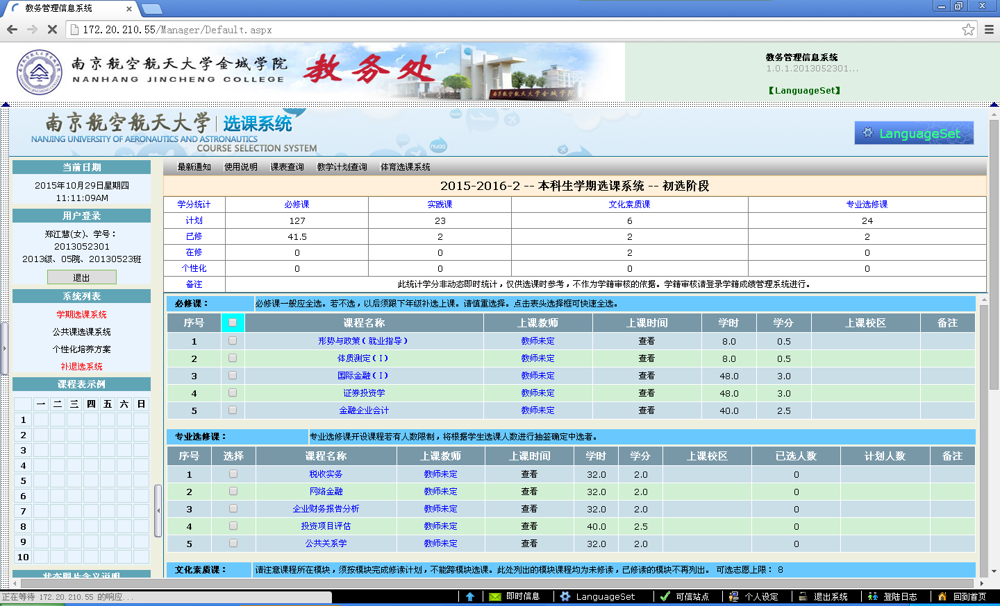 教务管理信息系统
172.20.210.55/Manager/Default.aspx
南京航空航天大学金城学院 教务处
NANHANG JINCHENG COLLEGE
南京航空航天大学金城学院
教务管理信息系统
1.0.1.2013052301...
【LanguageSet】
南京航空航天大学 选课系统
NANJING UNIVERSITY OF AERONAUTICS AND ASTRONAUTICS
COURSE SELECTION SYSTEM
nuaa
LanguageSet
当前日期
2015年10月29日星期四
11:11:09AM
用户登录
郑江慧(女)、学号：
2013052301
2013级、05院、20130523班
退出
系统列表
学期选课系统
公共课选课系统
个性化培养方案
补退选系统
课程表示例
一 二 三 四 五 六 日
1
2
3
4
5
6
7
8
9
10
状态图片含义说明
最新通知 使用说明 课表查询 教学计划查询 体育选课系统
2015-2016-2 -- 本科生学期选课系统 -- 初选阶段
学分统计 必修课 实践课 文化素质课 专业选修课
计划 127 23 6 24
已修 41.5 2 2 2
在修 0 0 2 0
个性化 0 0 0 0
备注 此统计学分非动态即时统计，仅供选课时参考，不作为学籍审核的依据。学籍审核请登录学籍成绩管理系统进行。
必修课： 必修课一般应全选。若不选，以后须跟下年级补选上课。请慎重选择。点击表头选择框可快速全选。
序号 课程名称 上课教师 上课时间 学时 学分 上课校区 备注
1 形势与政策（就业指导） 教师未定 查看 8.0 0.5
2 体质测定（I） 教师未定 查看 8.0 0.5
3 国际金融（I） 教师未定 查看 48.0 3.0
4 证券投资学 教师未定 查看 48.0 3.0
5 金融企业会计 教师未定 查看 40.0 2.5
专业选修课： 专业选修课开设课程若有人数限制，将根据学生选课人数进行抽签确定中选者。
序号 选择 课程名称 上课教师 上课时间 学时 学分 上课校区 已选人数 计划人数 备注
1 税收实务 教师未定 查看 32.0 2.0 0
2 网络金融 教师未定 查看 32.0 2.0 0
3 企业财务报告分析 教师未定 查看 32.0 2.0 0
4 投资项目评估 教师未定 查看 40.0 2.5 0
5 公共关系学 教师未定 查看 32.0 2.0 0
文化素质课： 请注意课程所在模块，须按模块完成修读计划，不能跨模块选课。此处列出的模块课程均为未修读，已修读的模块不再列出。 可选志愿上限： 8
正在等待 172.20.210.55 的响应...
即时信息 LanguageSet 可信站点 个人设定 退出系统 登陆日志 回到首页